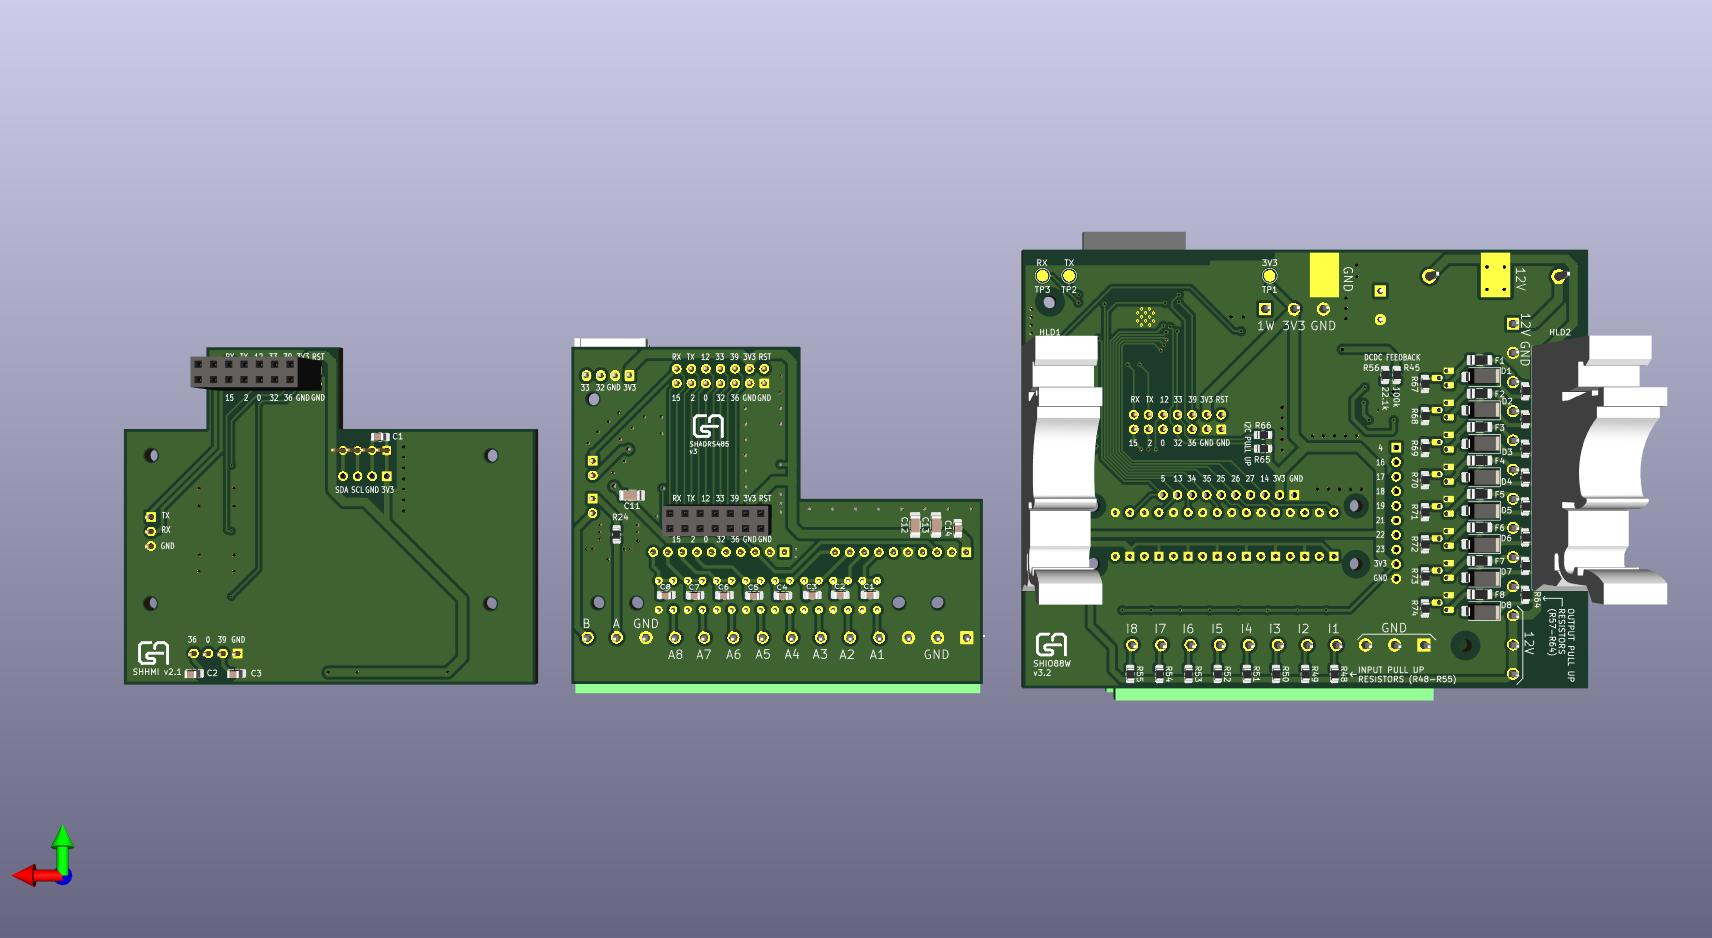 RX TX 12 33 39 3V3 RST
15 2 0 32 36 GND GND
C1
SDA SCL GND 3V3
TX
RX
GND
36 0 39 GND
SHHMI v2.1
C2
C3
RX TX 12 33 39 3V3 RST
33 32 GND 3V3
15 2 0 32 36 GND GND
SHADRS485
v3
C11
R24
RX TX 12 33 39 3V3 RST
15 2 0 32 36 GND GND
C12
C13
C14
C8 C7 C6 C5 C4 C3 C2 C1
B A GND
A8 A7 A6 A5 A4 A3 A2 A1 GND
RX TX 3V3
TP3 TP2 TP1
GND
12V
1W 3V3 GND
HLD1
HLD2
12V
GND
DCDC FEEDBACK
R56 R45
22.1k
100k
RX TX 12 33 39 3V3 RST
15 2 0 32 36 GND GND
I2C PULL UP
R66
R65
5 13 34 35 25 26 27 14 3V3 GND
4
16
17
18
19
21
22
23
3V3
GND
R67
R68
R69
R70
R71
R72
R73
R74
F1
D1
F2
D2
F3
D3
F4
D4
F5
D5
F6
D6
F7
D7
F8
D8
R64
OUTPUT PULL UP
RESISTORS
(R57-R64)
12V
I8 I7 I6 I5 I4 I3 I2 I1 GND
SHIO88W
v3.2
R55 R54 R53 R52 R51 R50 R49 R48
INPUT PULL UP
RESISTORS (R48-R55)